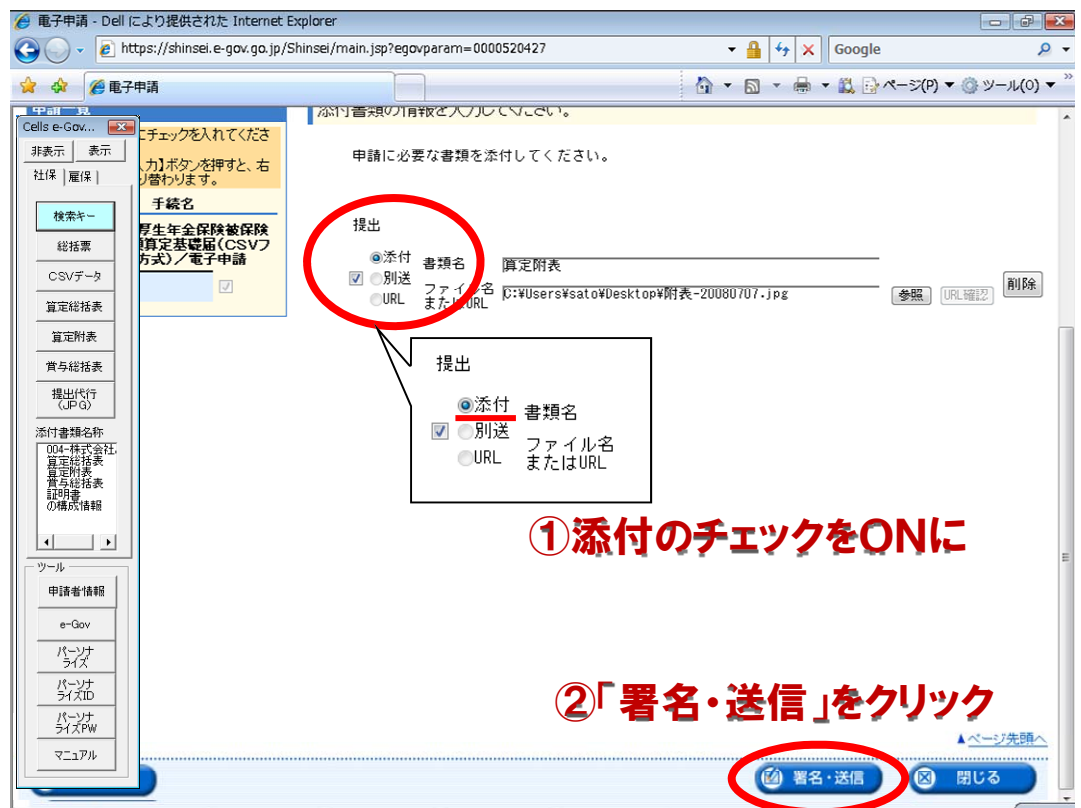 電子申請 - Dell により提供された Internet Explorer
https://shinsei.e-gov.go.jp/Shinsei/main.jsp?egovparam=0000520427
Google
電子申請
ページ(P) ▼ ツール(O) ▼
添付書類の情報を入力してください。
Cells e-Gov...
非表示 表示
社保 雇保
検索キー
総括票
CSVデータ
算定総括表
算定附表
賞与総括表
提出代行
(JPG)
添付書類名称
004-株式会社
算定総括表
算定附表
賞与総括表
証明書
の構成情報
ツール
申請者情報
e-Gov
パーソナ
ライズ
パーソナ
ライズID
パーソナ
ライズPW
マニュアル
にチェックを入れてくださ
入力】ボタンを押すと、右
り替わります。
手続名
厚生年金保険被保険
算定基礎届(CSVフ
方式)/電子申請
申請に必要な書類を添付してください。
提出
添付
別送
URL
書類名 算定附表
ファイル名
またはURL
C:¥Users¥sato¥Desktop¥附表-20080707.jpg
参照 URL確認 削除
提出
添付
別送
URL
書類名
ファイル名
またはURL
①添付のチェックをONに
②「署名・送信」をクリック
▲ページ先頭へ
署名・送信 閉じる